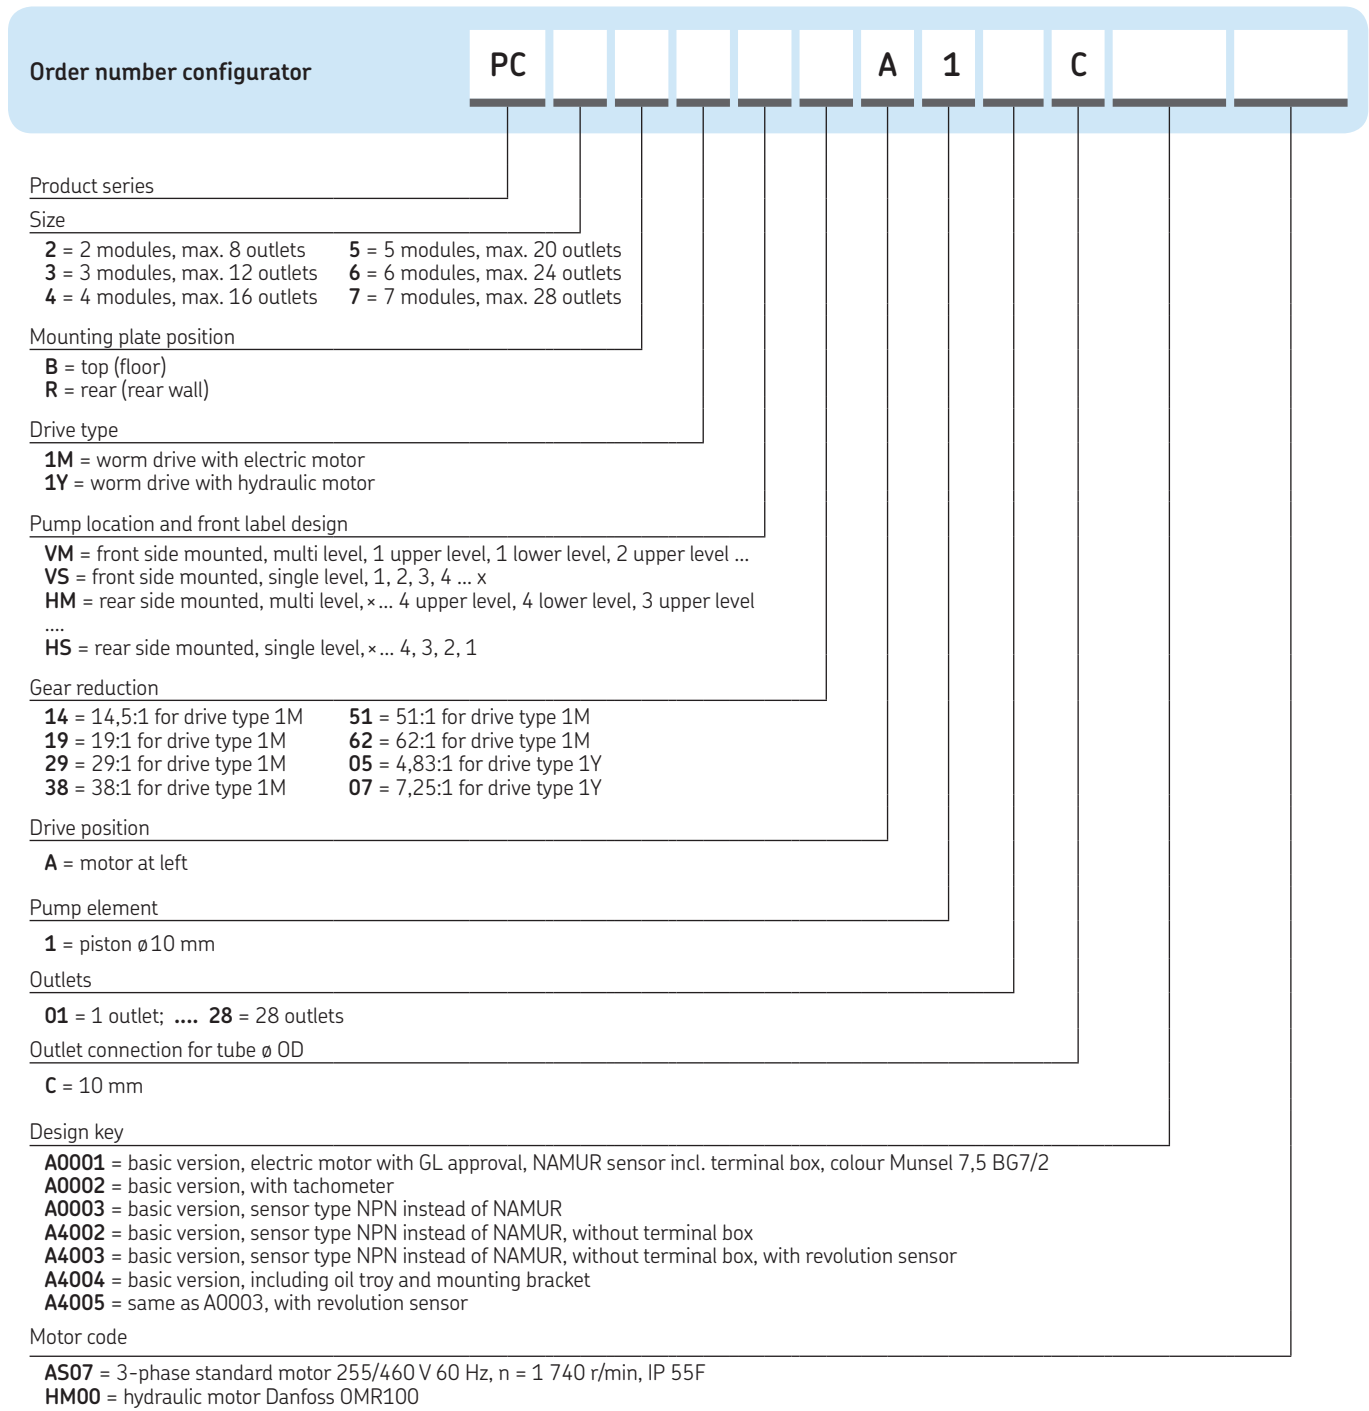 Order number configurator PC A 1 C
Product series
Size
2 = 2 modules, max. 8 outlets 5 = 5 modules, max. 20 outlets
3 = 3 modules, max. 12 outlets 6 = 6 modules, max. 24 outlets
4 = 4 modules, max. 16 outlets 7 = 7 modules, max. 28 outlets
Mounting plate position
B = top (floor)
R = rear (rear wall)
Drive type
1M = worm drive with electric motor
1Y = worm drive with hydraulic motor
Pump location and front label design
VM = front side mounted, multi level, 1 upper level, 1 lower level, 2 upper level ...
VS = front side mounted, single level, 1, 2, 3, 4 ... x
HM = rear side mounted, multi level, × ... 4 upper level, 4 lower level, 3 upper level
....
HS = rear side mounted, single level, × ... 4, 3, 2, 1
Gear reduction
14 = 14,5:1 for drive type 1M 51 = 51:1 for drive type 1M
19 = 19:1 for drive type 1M 62 = 62:1 for drive type 1M
29 = 29:1 for drive type 1M 05 = 4,83:1 for drive type 1Y
38 = 38:1 for drive type 1M 07 = 7,25:1 for drive type 1Y
Drive position
A = motor at left
Pump element
1 = piston ø 10 mm
Outlets
01 = 1 outlet; .... 28 = 28 outlets
Outlet connection for tube ø OD
C = 10 mm
Design key
A0001 = basic version, electric motor with GL approval, NAMUR sensor incl. terminal box, colour Munsel 7,5 BG7/2
A0002 = basic version, with tachometer
A0003 = basic version, sensor type NPN instead of NAMUR
A4002 = basic version, sensor type NPN instead of NAMUR, without terminal box
A4003 = basic version, sensor type NPN instead of NAMUR, without terminal box, with revolution sensor
A4004 = basic version, including oil troy and mounting bracket
A4005 = same as A0003, with revolution sensor
Motor code
AS07 = 3-phase standard motor 255/460 V 60 Hz, n = 1 740 r/min, IP 55F
HM00 = hydraulic motor Danfoss OMR100